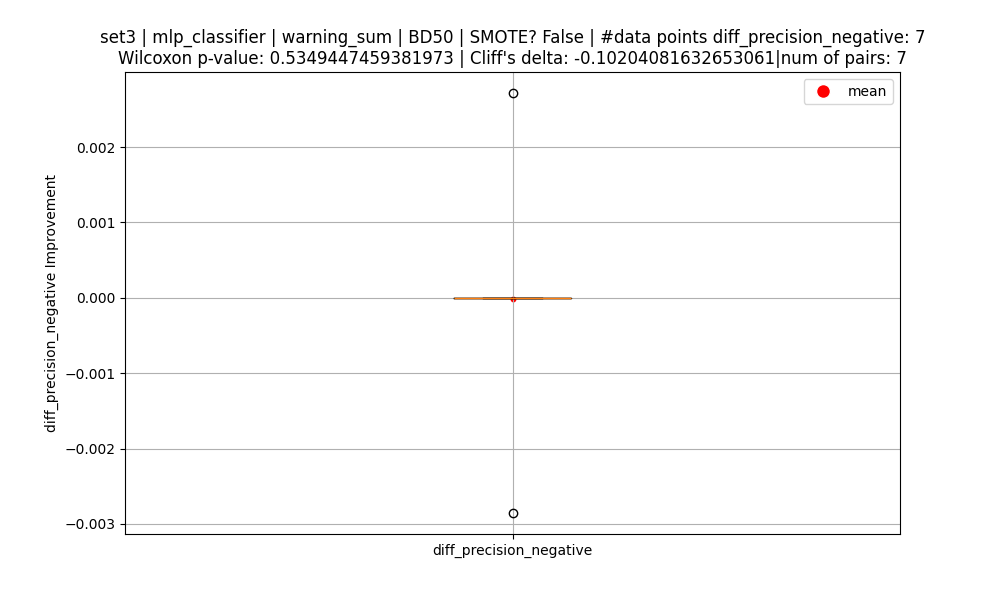 set3 | mlp_classifier | warning_sum | BD50 | SMOTE? False | #data points diff_precision_negative: 7
Wilcoxon p-value: 0.5349447459381973 | Cliff's delta: -0.10204081632653061|num of pairs: 7
mean
diff_precision_negative Improvement
0.002
0.001
0.000
−0.001
−0.002
−0.003
diff_precision_negative